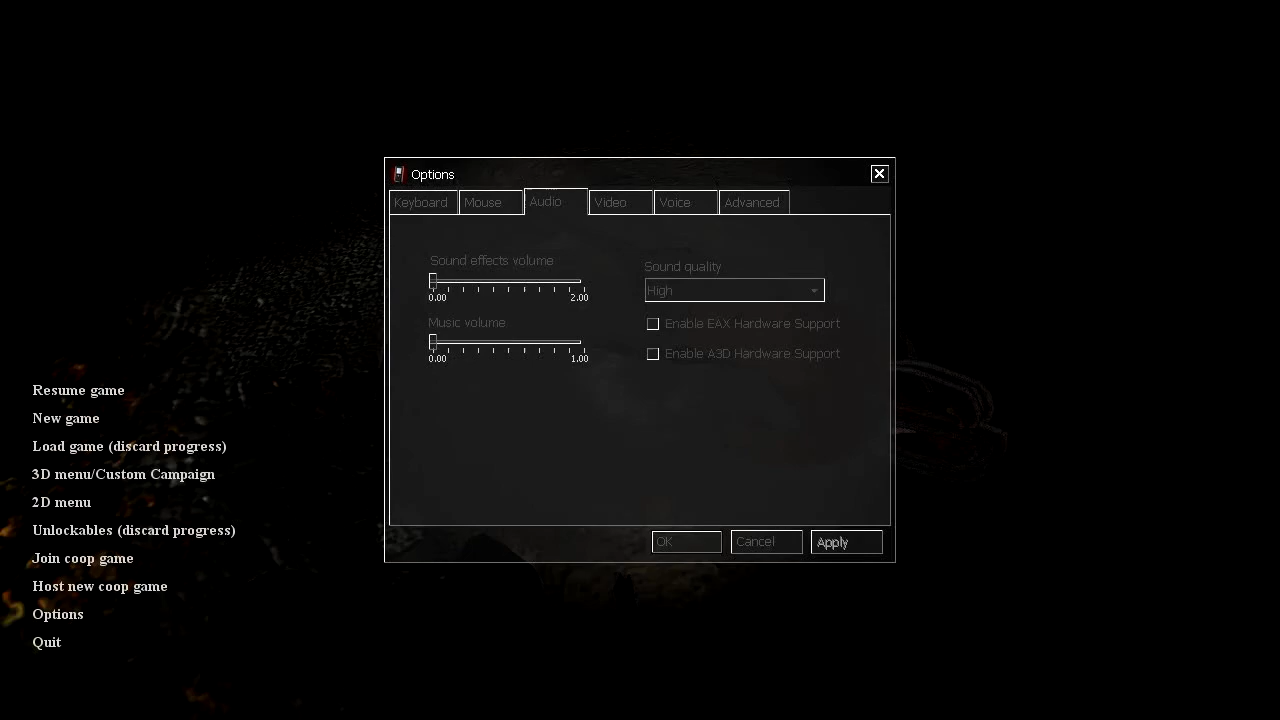 Options
Keyboard Mouse Audio Video Voice Advanced
Sound effects volume
0.00 2.00
Music volume
0.00 1.00
Sound quality
High
Enable EAX Hardware Support
Enable A3D Hardware Support
OK Cancel Apply
Resume game
New game
Load game (discard progress)
3D menu/Custom Campaign
2D menu
Unlockables (discard progress)
Join coop game
Host new coop game
Options
Quit